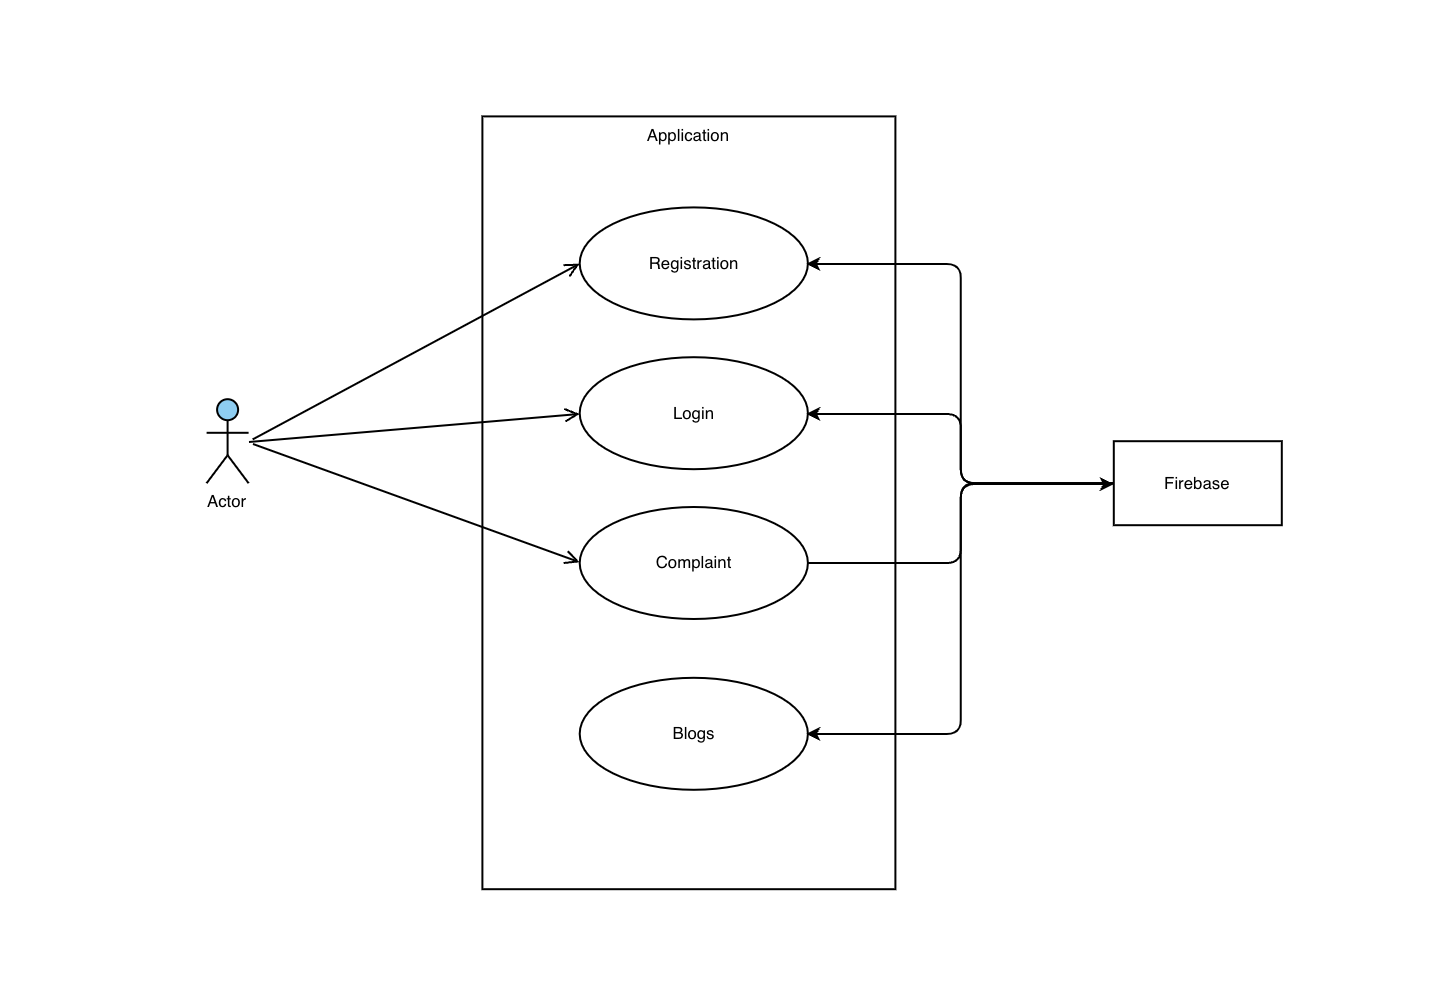 Application
Registration
Login
Actor
Firebase
Complaint
Blogs